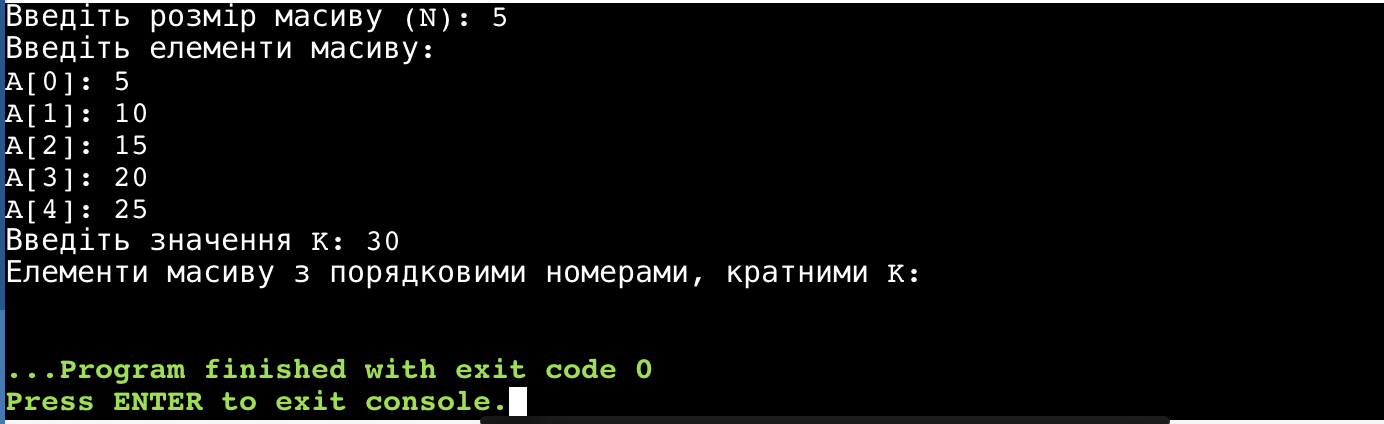 Введіть розмір масиву (N): 5
Введіть елементи масиву:
A[0]: 5
A[1]: 10
A[2]: 15
A[3]: 20
A[4]: 25
Введіть значення K: 30
Елементи масиву з порядковими номерами, кратними K:
...Program finished with exit code 0
Press ENTER to exit console.